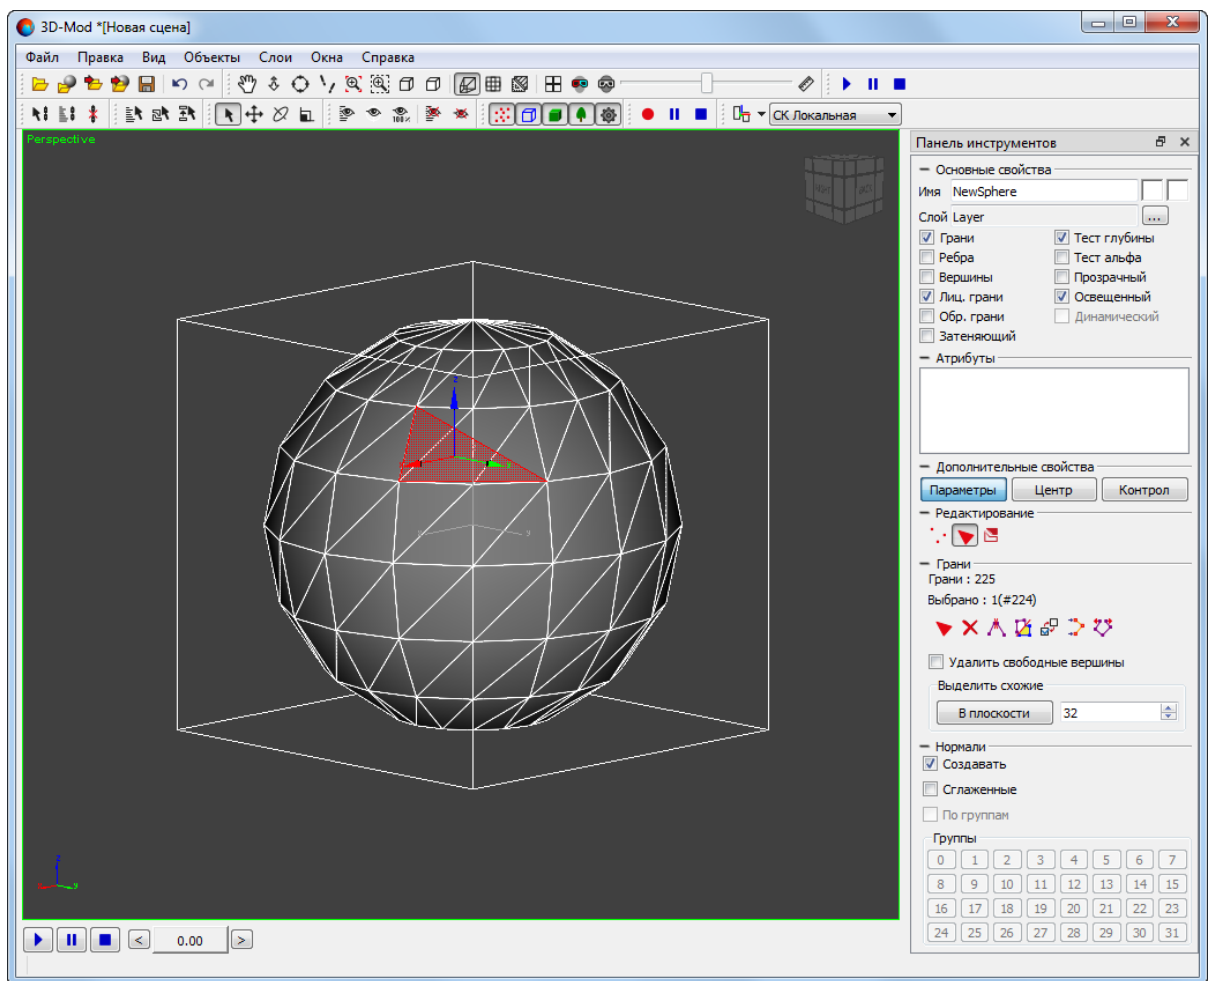 3D-Mod *[Новая сцена]
Файл Правка Вид Объекты Слои Окна Справка
100%
СК Локальная
Perspective
Панель инструментов
Основные свойства
Имя NewSphere
Слой Layer ...
Грани Тест глубины
Ребра Тест альфа
Вершины Прозрачный
Лиц. грани Освещенный
Обр. грани Динамический
Затеняющий
Атрибуты
z
y
x y
Дополнительные свойства
Параметры Центр Контрол
Редактирование
Грани
Грани : 225
Выбрано : 1(#224)
Удалить свободные вершины
Выделить схожие
В плоскости 32
Нормали
Создавать
Сглаженные
По группам
Группы
0 1 2 3 4 5 6 7
8 9 10 11 12 13 14 15
16 17 18 19 20 21 22 23
24 25 26 27 28 29 30 31
z
x y
< 0.00 >